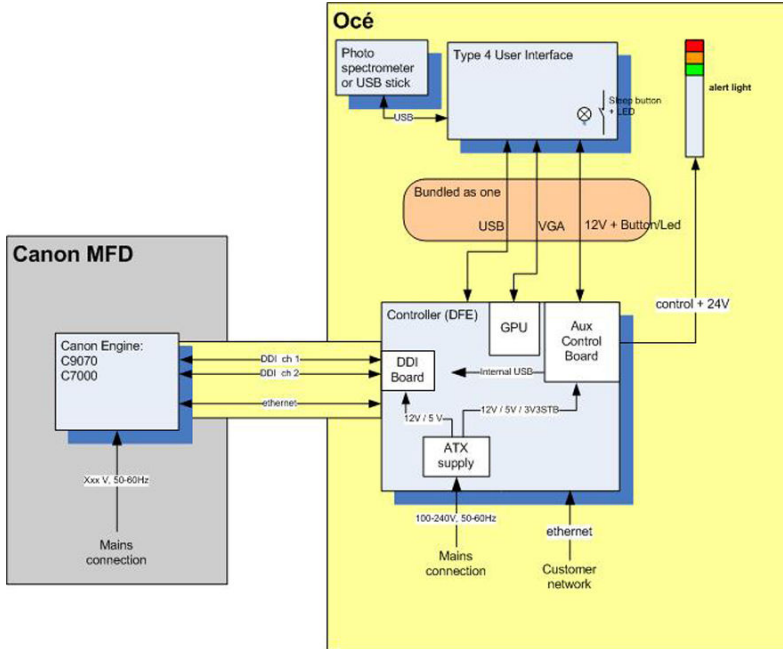 Océ
Photo
spectrometer
or USB stick
Type 4 User Interface
Sleep button
+ LED
USB
alert light
Bundled as one
USB
VGA
12V + Button/Led
Canon MFD
control + 24V
Controller (DFE)
GPU
Aux
Control
Board
Canon Engine:
C9070
C7000
DDI ch 1
DDI ch 2
DDI
Board
Internal USB
ethernet
12V / 5 V
12V / 5V / 3V3STB
ATX
supply
Xxx V, 50-60Hz
100-240V, 50-60Hz
ethernet
Mains
connection
Mains
connection
Customer
network